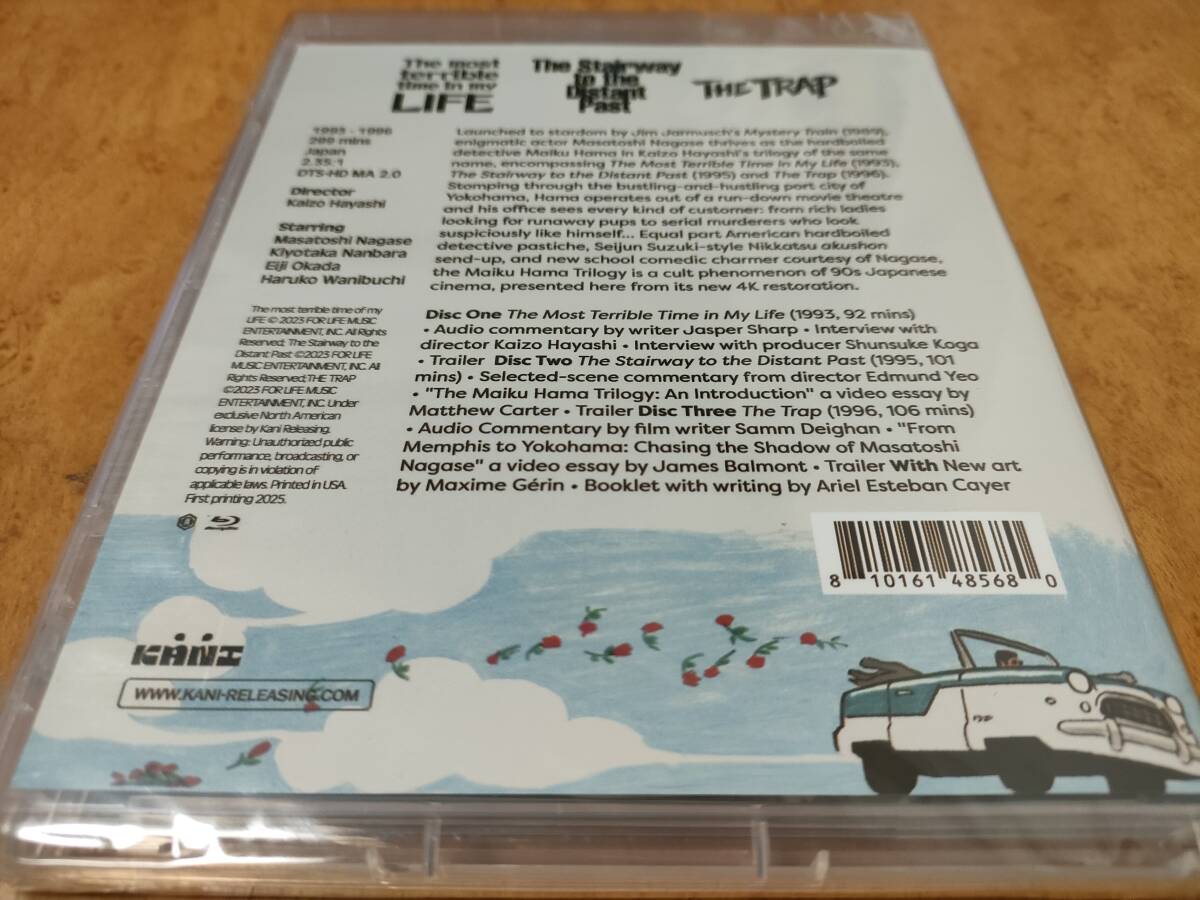 The most
terrible
time in my
LIFE
The Stairway
to the
Distant
Past
THE TRAP
1993 - 1996
299 mins
Japan
2.35:1
DTS-HD MA 2.0
Director
Kaizo Hayashi
Starring
Masatoshi Nagase
Kiyotaka Nanbara
Eiji Okada
Haruko Wanibuchi
The most terrible time of my
LIFE © 2023 FOR LIFE MUSIC
ENTERTAINMENT, INC. All Rights
Reserved; The Stairway to the
Distant Past ©2023 FOR LIFE
MUSIC ENTERTAINMENT, INC. All
Rights Reserved;THE TRAP
©2023 FOR LIFE MUSIC
ENTERTAINMENT, INC. Under
exclusive North American
license by Kani Releasing.
Warning: Unauthorized public
performance, broadcasting, or
copying is in violation of
applicable laws. Printed in USA.
First printing 2025.
Launched to stardom by Jim Jarmusch's Mystery Train (1989),
enigmatic actor Masatoshi Nagase thrives as the hardboiled
detective Maiku Hama in Kaizo Hayashi's trilogy of the same
name, encompassing The Most Terrible Time in My Life (1993),
The Stairway to the Distant Past (1995) and The Trap (1996).
Stomping through the bustling-and-hustling port city of
Yokohama, Hama operates out of a run-down movie theatre
and his office sees every kind of customer: from rich ladies
looking for runaway pups to serial murderers who look
suspiciously like himself... Equal part American hardboiled
detective pastiche, Seijun Suzuki-style Nikkatsu akushon
send-up, and new school comedic charmer courtesy of Nagase,
the Maiku Hama Trilogy is a cult phenomenon of 90s Japanese
cinema, presented here from its new 4K restoration.
Disc One The Most Terrible Time in My Life (1993, 92 mins)
• Audio commentary by writer Jasper Sharp • Interview with
director Kaizo Hayashi • Interview with producer Shunsuke Koga
• Trailer Disc Two The Stairway to the Distant Past (1995, 101
mins) • Selected-scene commentary from director Edmund Yeo
• "The Maiku Hama Trilogy: An Introduction" a video essay by
Matthew Carter • Trailer Disc Three The Trap (1996, 106 mins)
• Audio Commentary by film writer Samm Deighan • "From
Memphis to Yokohama: Chasing the Shadow of Masatoshi
Nagase" a video essay by James Balmont • Trailer With New art
by Maxime Gérin • Booklet with writing by Ariel Esteban Cayer
8 10161 48568 0
KANI
WWW.KANI-RELEASING.COM